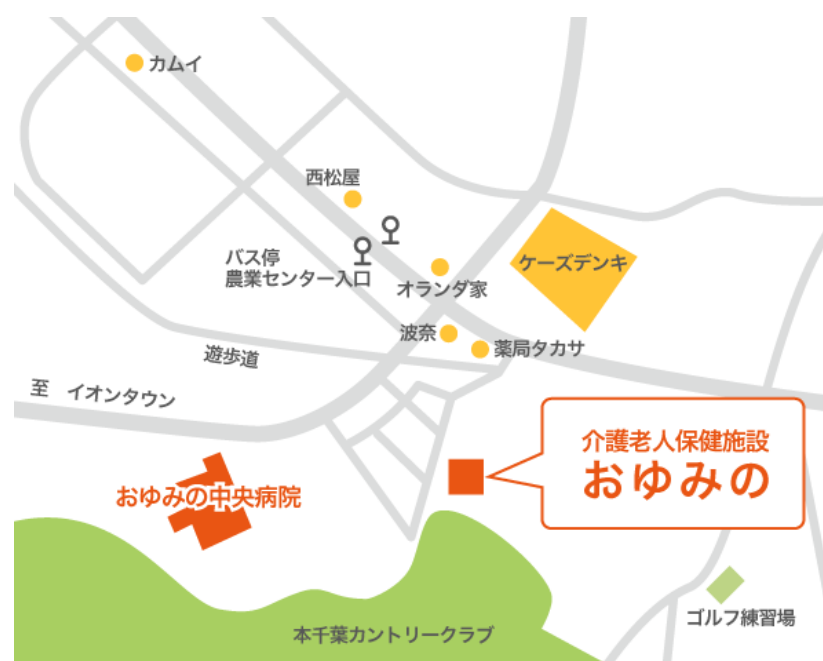 カムイ
西松屋
バス停
農業センター入口
ケーズデンキ
オランダ家
波奈
薬局タカサ
遊歩道
至　イオンタウン
介護老人保健施設
おゆみの
おゆみの中央病院
ゴルフ練習場
本千葉カントリークラブ